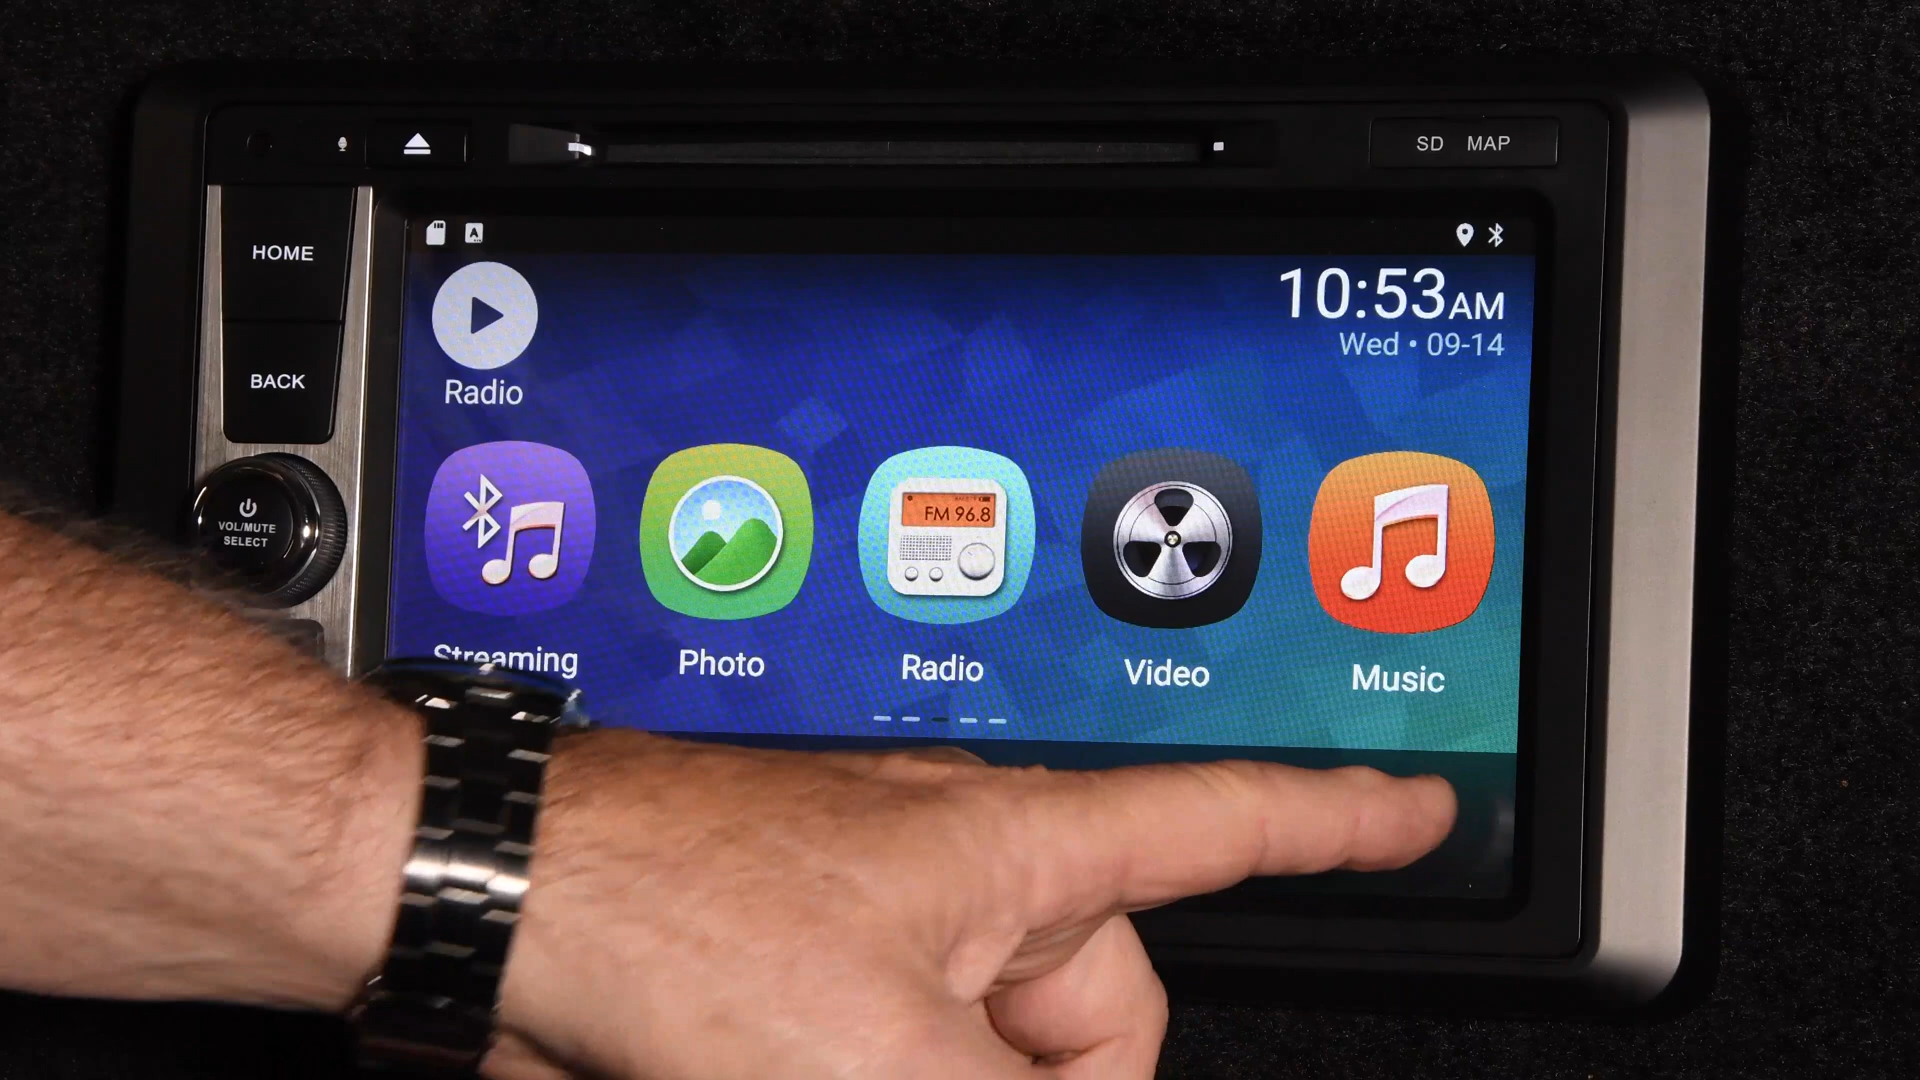 SD MAP
HOME
A
10:53AM
Wed • 09-14
Radio
BACK
FM 96.8
VOL/MUTE
SELECT
Streaming
Photo
Radio
Video
Music